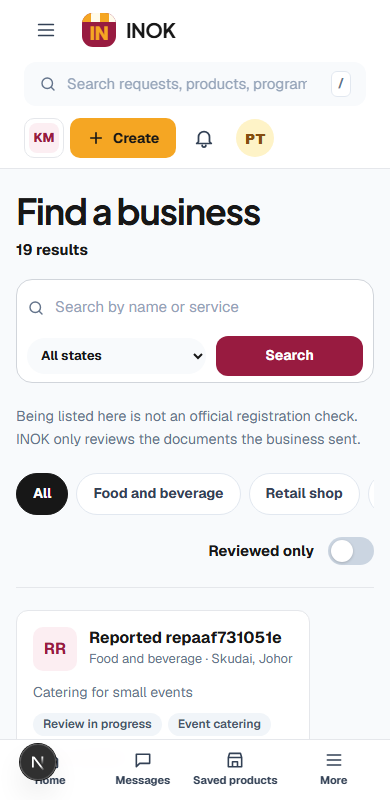 IN INOK
Search requests, products, program
/
KM
+ Create
PT
Find a business
19 results
Search by name or service
All states
Search
Being listed here is not an official registration check.
INOK only reviews the documents the business sent.
All
Food and beverage
Retail shop
Reviewed only
RR
Reported repaaf731051e
Food and beverage · Skudai, Johor
Catering for small events
Review in progress
Event catering
N
Home
Messages
Saved products
More